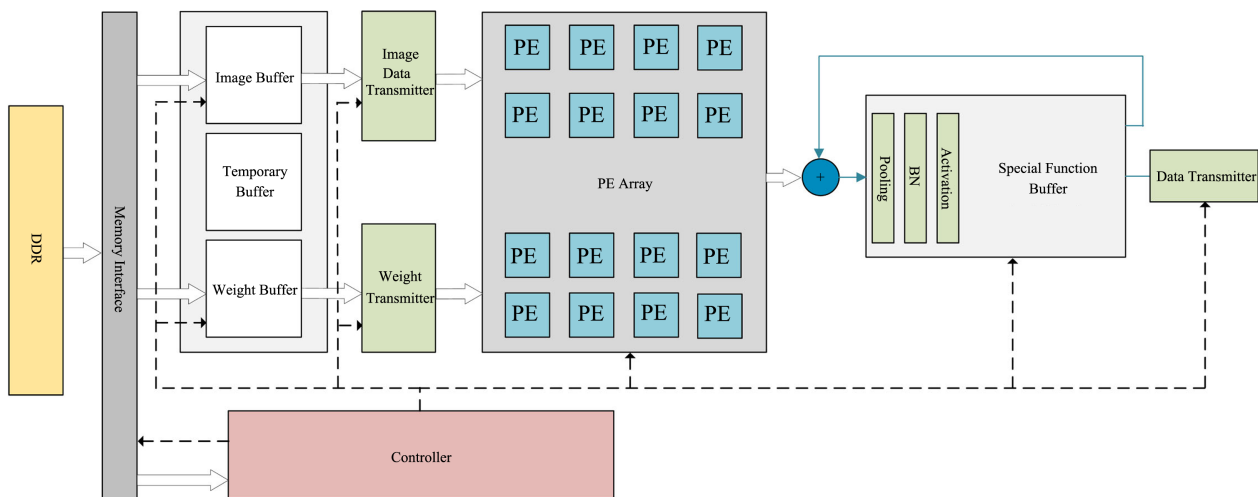 DDR
Memory Interface
Image Buffer
Temporary
Buffer
Weight Buffer
Image
Data
Transmitter
Weight
Transmitter
PE PE PE PE
PE PE PE PE
PE Array
PE PE PE PE
PE PE PE PE
+
Pooling
BN
Activation
Special Function
Buffer
Data Transmitter
Controller